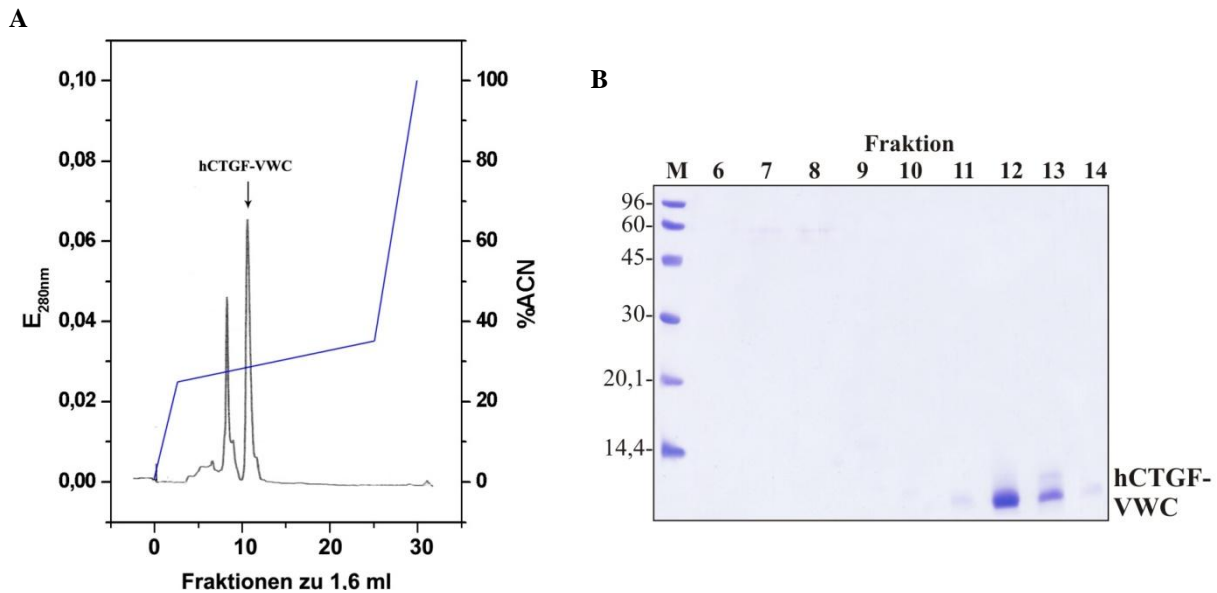 A
E280nm
0,10
0,08
0,06
0,04
0,02
0,00
hCTGF-VWC
100
80
60
40
20
0
%ACN
0 10 20 30
Fraktionen zu 1,6 ml
B
Fraktion
M 6 7 8 9 10 11 12 13 14
96-
60-
45-
30-
20,1-
14,4-
hCTGF-
VWC